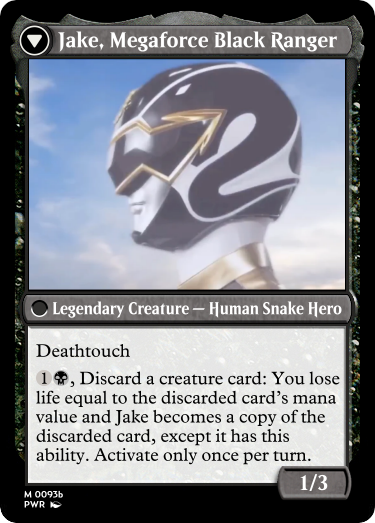 Jake, Megaforce Black Ranger
Legendary Creature — Human Snake Hero
Deathtouch
1, Discard a creature card: You lose
life equal to the discarded card's mana
value and Jake becomes a copy of the
discarded card, except it has this
ability. Activate only once per turn.
1/3
M 0093b
PWR